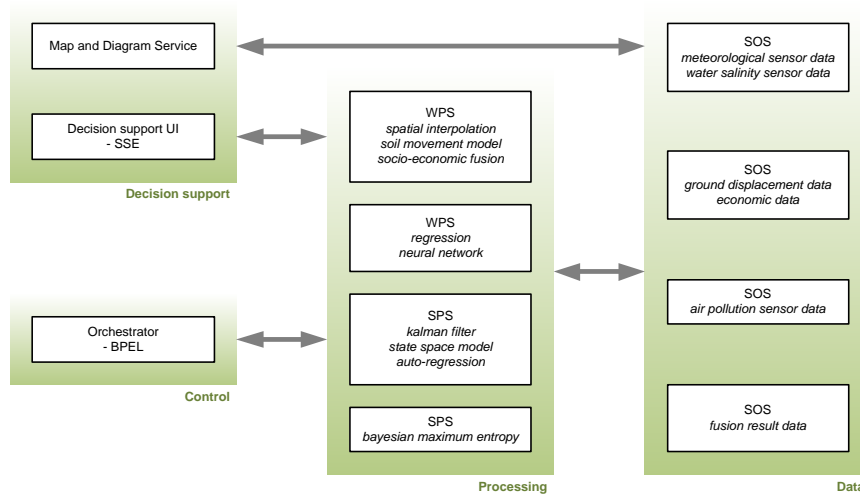 Map and Diagram Service
Decision support UI
- SSE
Decision support
Orchestrator
- BPEL
Control
WPS
spatial interpolation
soil movement model
socio-economic fusion
WPS
regression
neural network
SPS
kalman filter
state space model
auto-regression
SPS
bayesian maximum entropy
Processing
SOS
meteorological sensor data
water salinity sensor data
SOS
ground displacement data
economic data
SOS
air pollution sensor data
SOS
fusion result data
Data